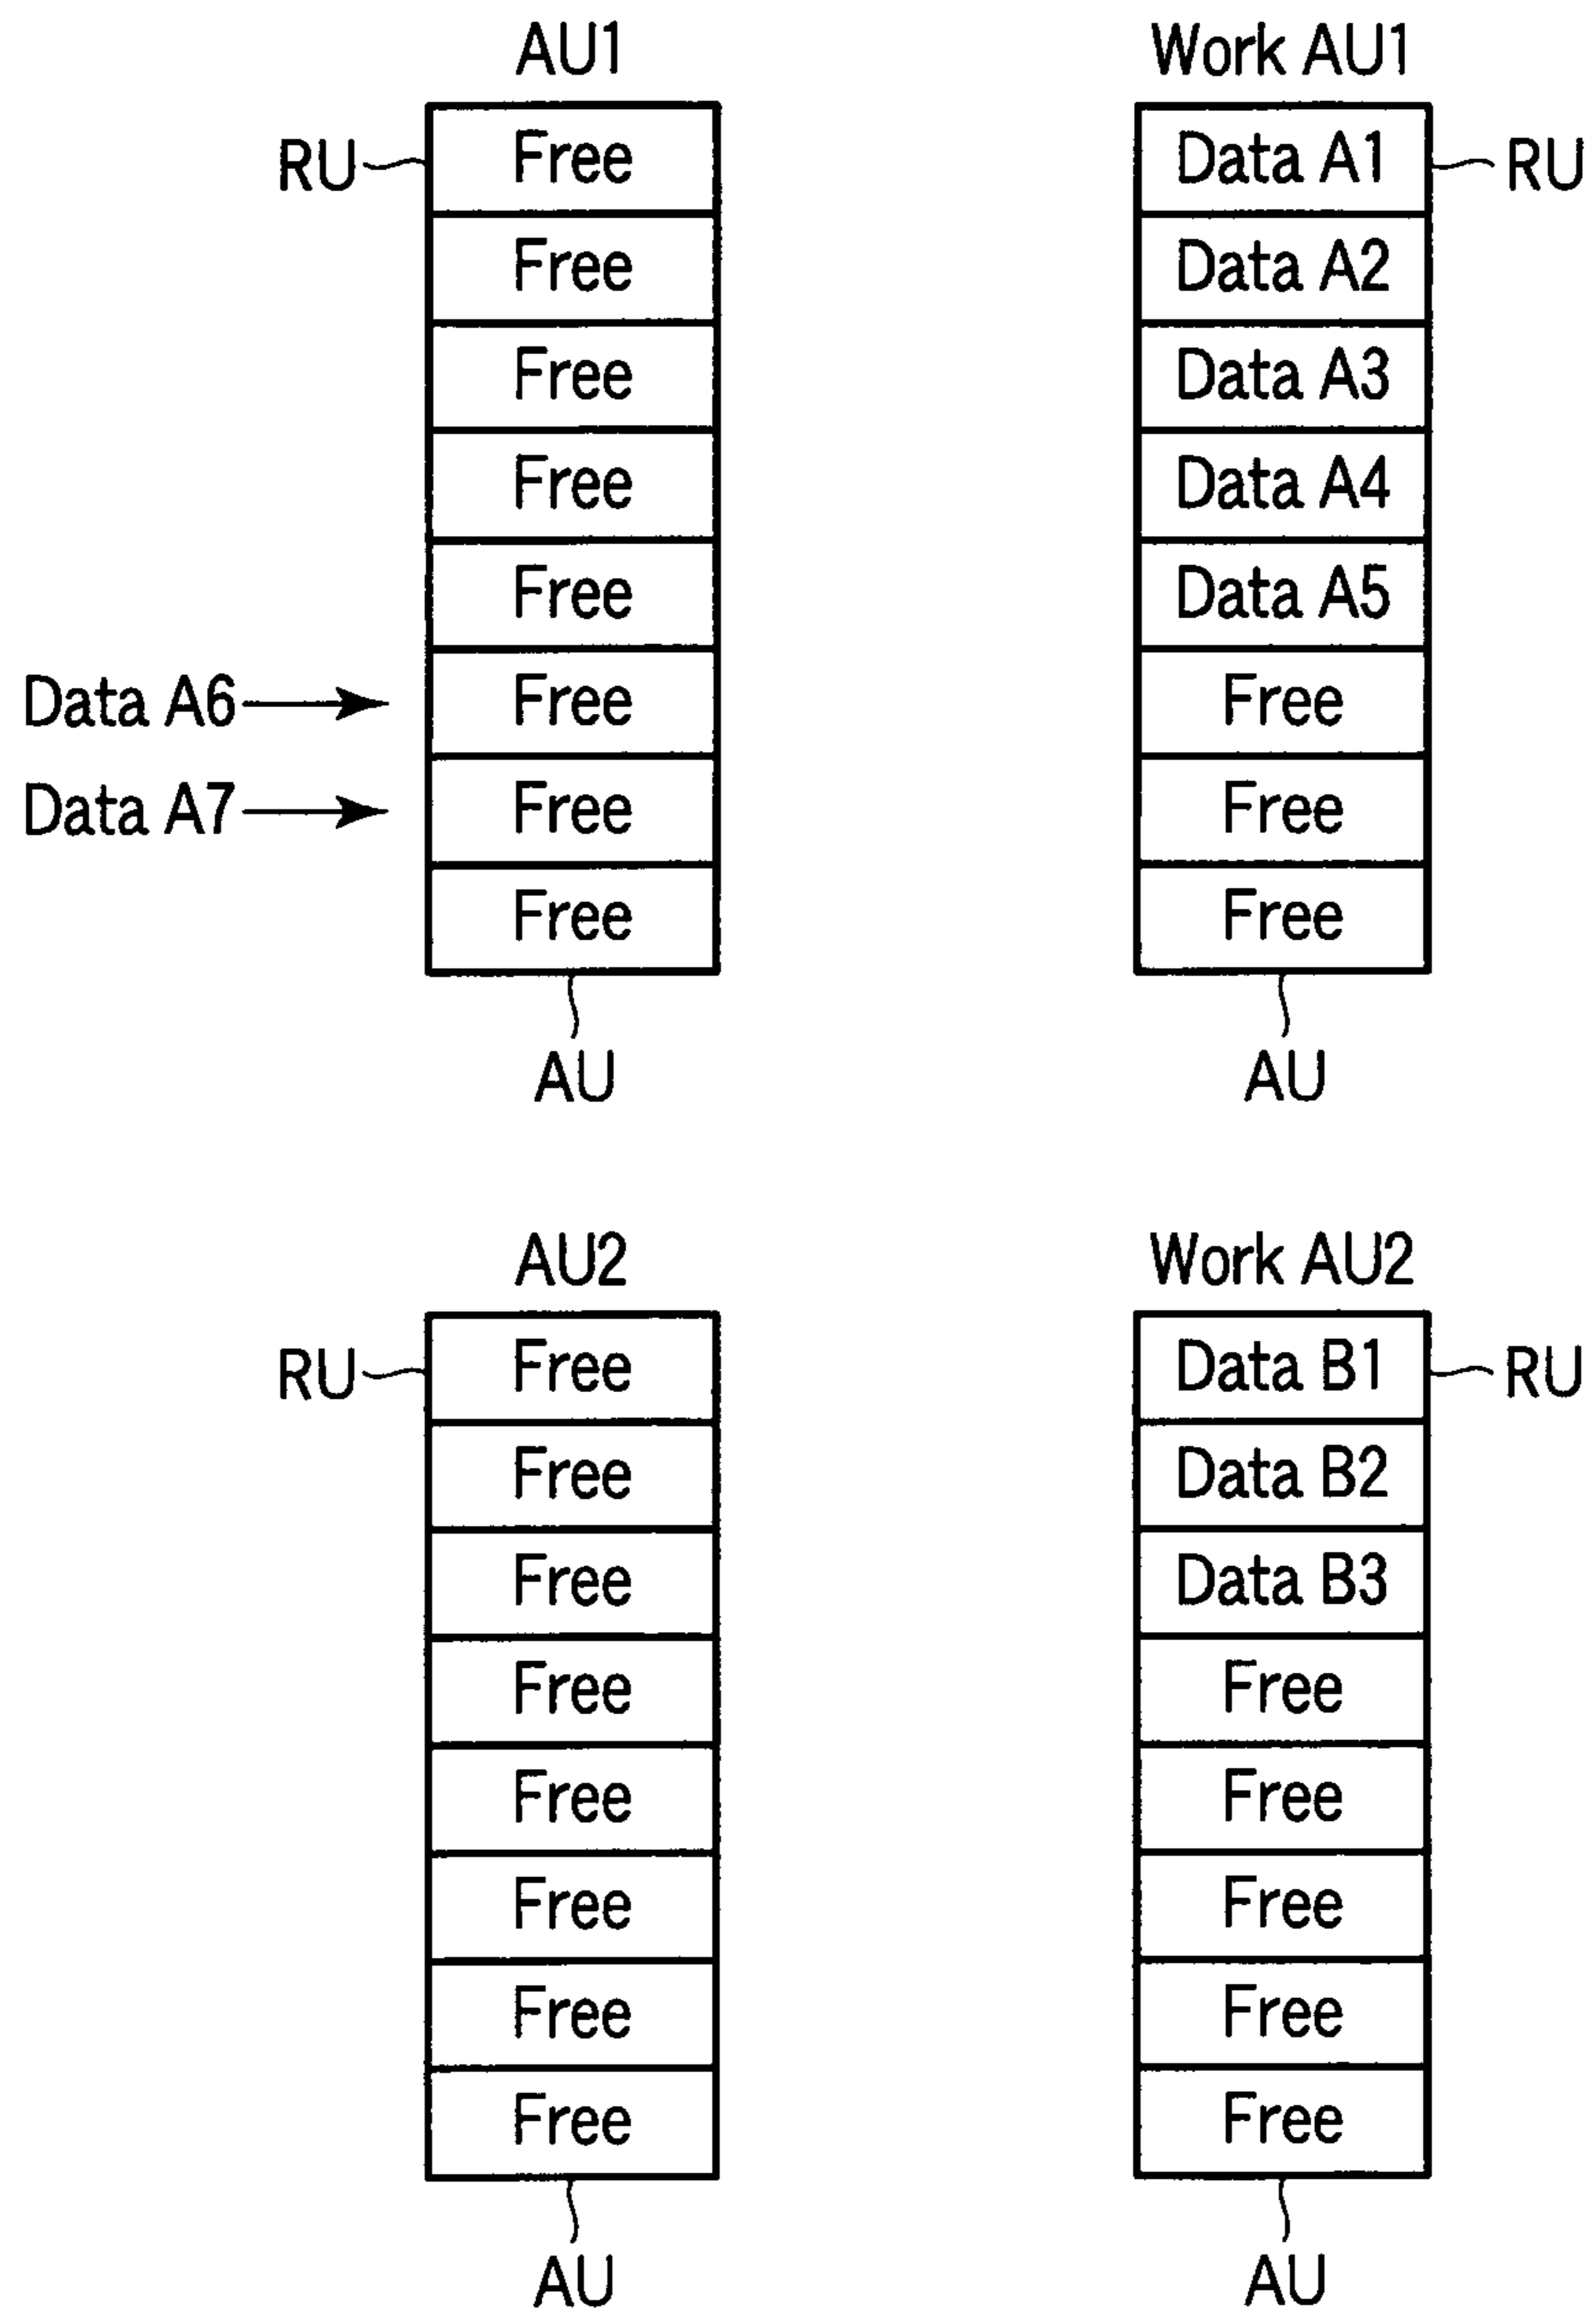 AU1 Work AU1
RU Free Data A1 RU
Free Data A2
Free Data A3
Free Data A4
Free Data A5
Data A6 Free Free
Data A7 Free Free
Free Free
AU AU
AU2 Work AU2
RU Free Data B1 RU
Free Data B2
Free Data B3
Free Free
Free Free
Free Free
Free Free
Free Free
AU AU